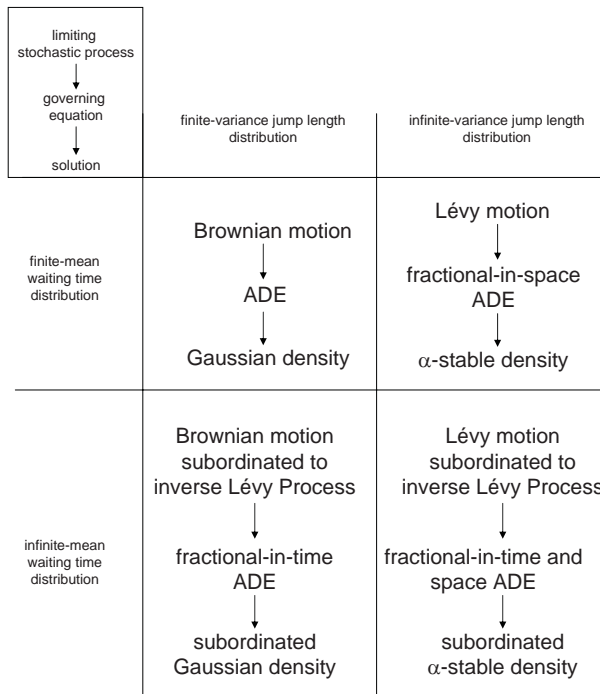 limiting
stochastic process
governing
equation
solution
finite-variance jump length
distribution
infinite-variance jump length
distribution
finite-mean
waiting time
distribution
Brownian motion
ADE
Gaussian density
Lévy motion
fractional-in-space
ADE
α-stable density
infinite-mean
waiting time
distribution
Brownian motion
subordinated to
inverse Lévy Process
fractional-in-time
ADE
subordinated
Gaussian density
Lévy motion
subordinated to
inverse Lévy Process
fractional-in-time and
space ADE
subordinated
α-stable density